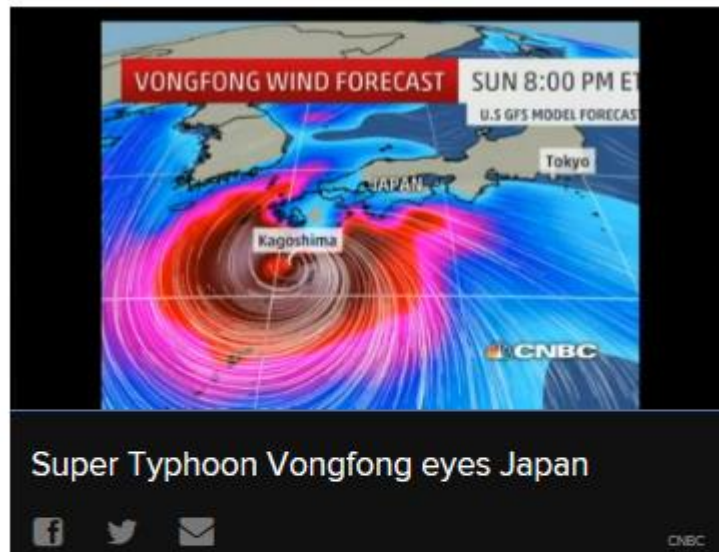 VONGFONG WIND FORECAST
SUN 8:00 PM ET
U.S GFS MODEL FORECAST
Tokyo
JAPAN
Kagoshima
CNBC
Super Typhoon Vongfong eyes Japan
CNBC